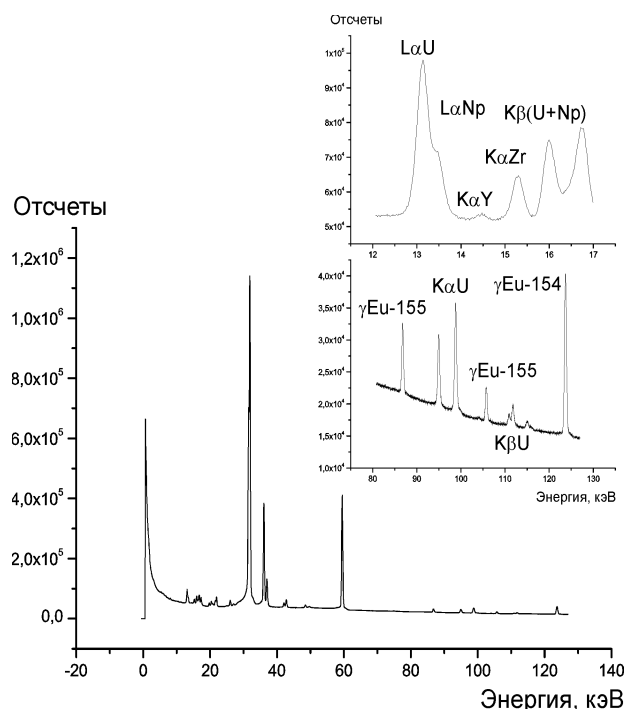 Отсчеты
LαU
LαNp
Kβ(U+Np)
KαZr
KαY
1x10⁵
9x10⁴
8x10⁴
7x10⁴
6x10⁴
5x10⁴
12 13 14 15 16 17
4,0x10⁴
3,5x10⁴
3,0x10⁴
2,5x10⁴
2,0x10⁴
1,5x10⁴
1,0x10⁴
γEu-155
KαU
γEu-154
γEu-155
KβU
80 90 100 110 120 130
Энергия, кэВ
Отсчеты
1,2x10⁶
1,0x10⁶
8,0x10⁵
6,0x10⁵
4,0x10⁵
2,0x10⁵
0,0
-20 0 20 40 60 80 100 120 140
Энергия, кэВ